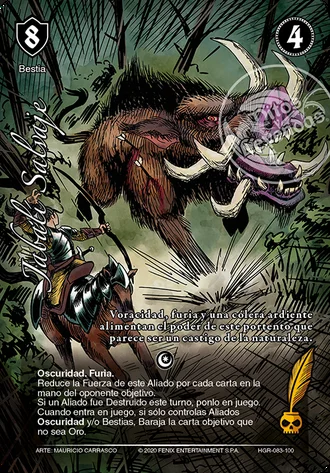 8
4
Bestia
Mitos y Leyendas
Jabalí Salvaje
Voracidad, furia y una cólera ardiente
alimentan el poder de este portento que
parece ser un castigo de la naturaleza.
Oscuridad. Furia.
Reduce la Fuerza de este Aliado por cada carta en la
mano del oponente objetivo.
Si un Aliado fue Destruido este turno, ponlo en juego.
Cuando entra en juego, si sólo controlas Aliados
Oscuridad y/o Bestias, Baraja la carta objetivo que
no sea Oro.
ARTE: MAURICIO CARRASCO
© 2020 FENIX ENTERTAINMENT S.P.A.
HGR-083-100